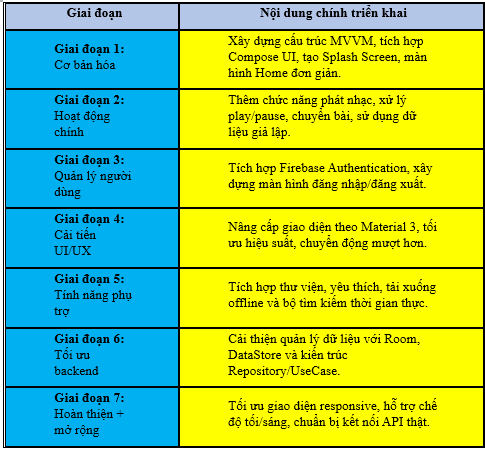 Giai đoạn
Nội dung chính triển khai
Giai đoạn 1:
Cơ bản hóa
Xây dựng cấu trúc MVVM, tích hợp
Compose UI, tạo Splash Screen, màn
hình Home đơn giản.
Giai đoạn 2:
Hoạt động
chính
Thêm chức năng phát nhạc, xử lý
play/pause, chuyển bài, sử dụng dữ
liệu giả lập.
Giai đoạn 3:
Quản lý người
dùng
Tích hợp Firebase Authentication, xây
dựng màn hình đăng nhập/đăng xuất.
Giai đoạn 4:
Cải tiến
UI/UX
Nâng cấp giao diện theo Material 3, tối
ưu hiệu suất, chuyển động mượt hơn.
Giai đoạn 5:
Tính năng phụ
trợ
Tích hợp thư viện, yêu thích, tải xuống
offline và bộ tìm kiếm thời gian thực.
Giai đoạn 6:
Tối ưu
backend
Cải thiện quản lý dữ liệu với Room,
DataStore và kiến trúc
Repository/UseCase.
Giai đoạn 7:
Hoàn thiện +
mở rộng
Tối ưu giao diện responsive, hỗ trợ chế
độ tối/sáng, chuẩn bị kết nối API thật.